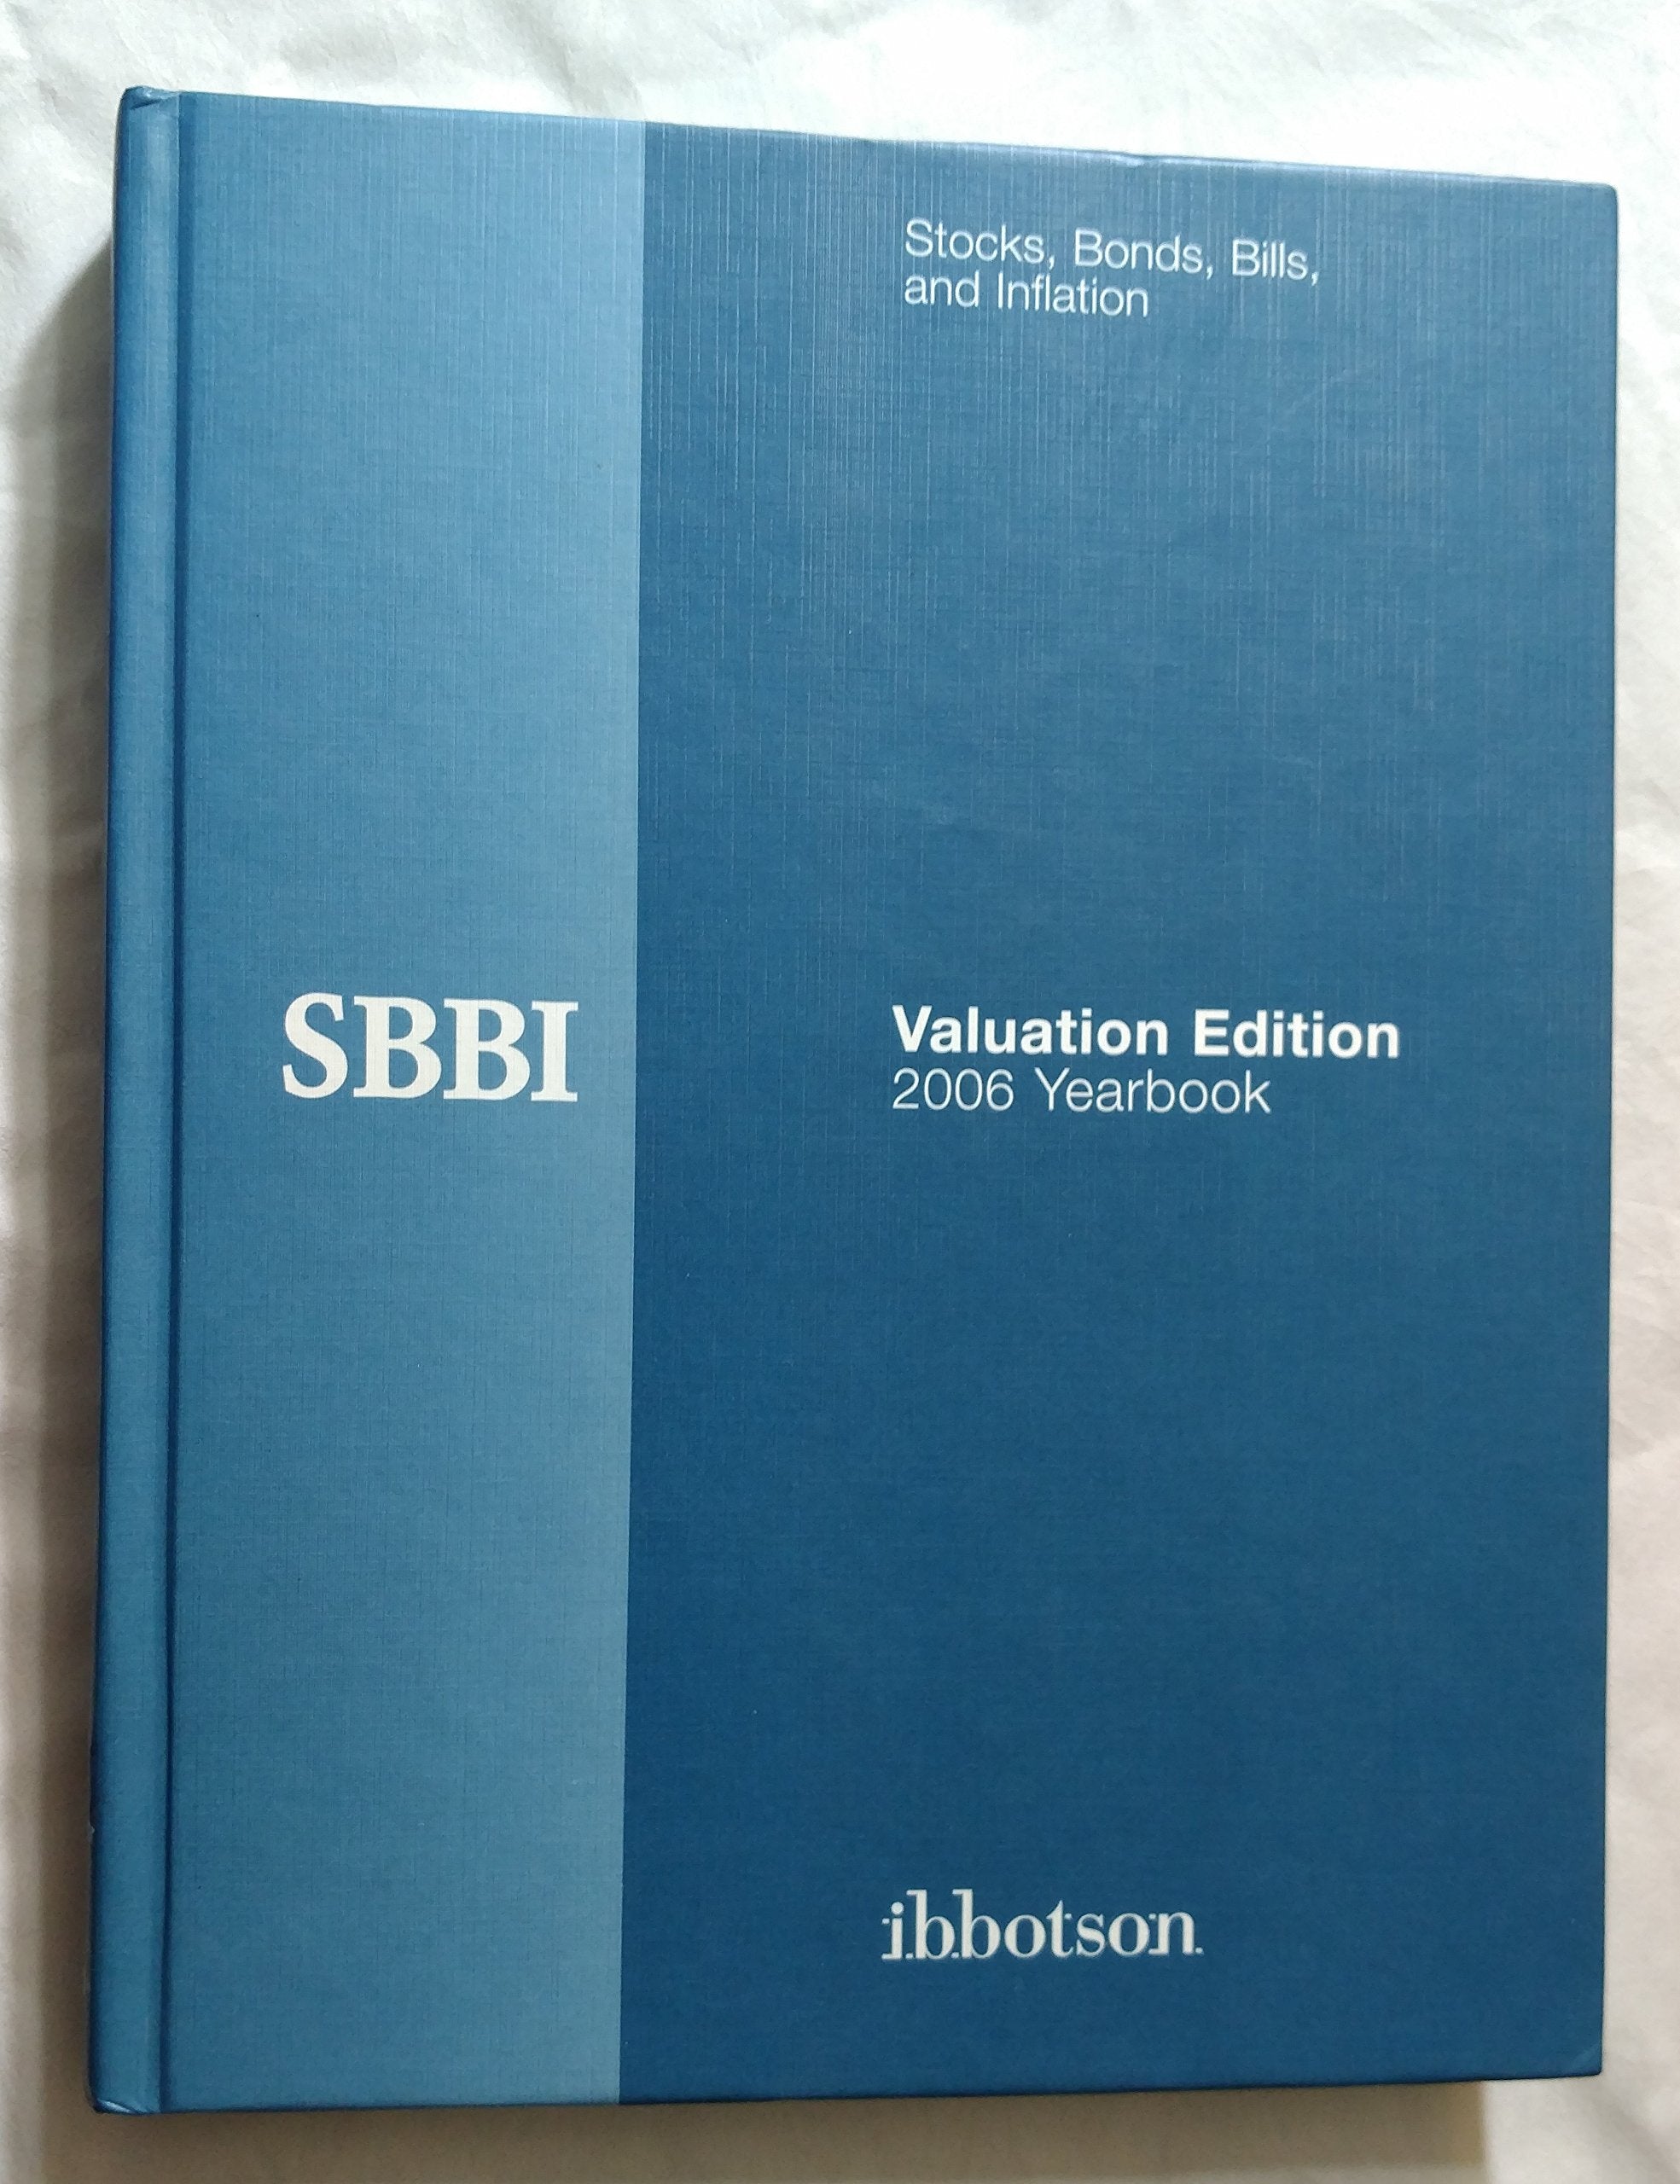 Stocks, Bonds, Bills,
and Inflation
SBBI
Valuation Edition
2006 Yearbook
ibbotson.